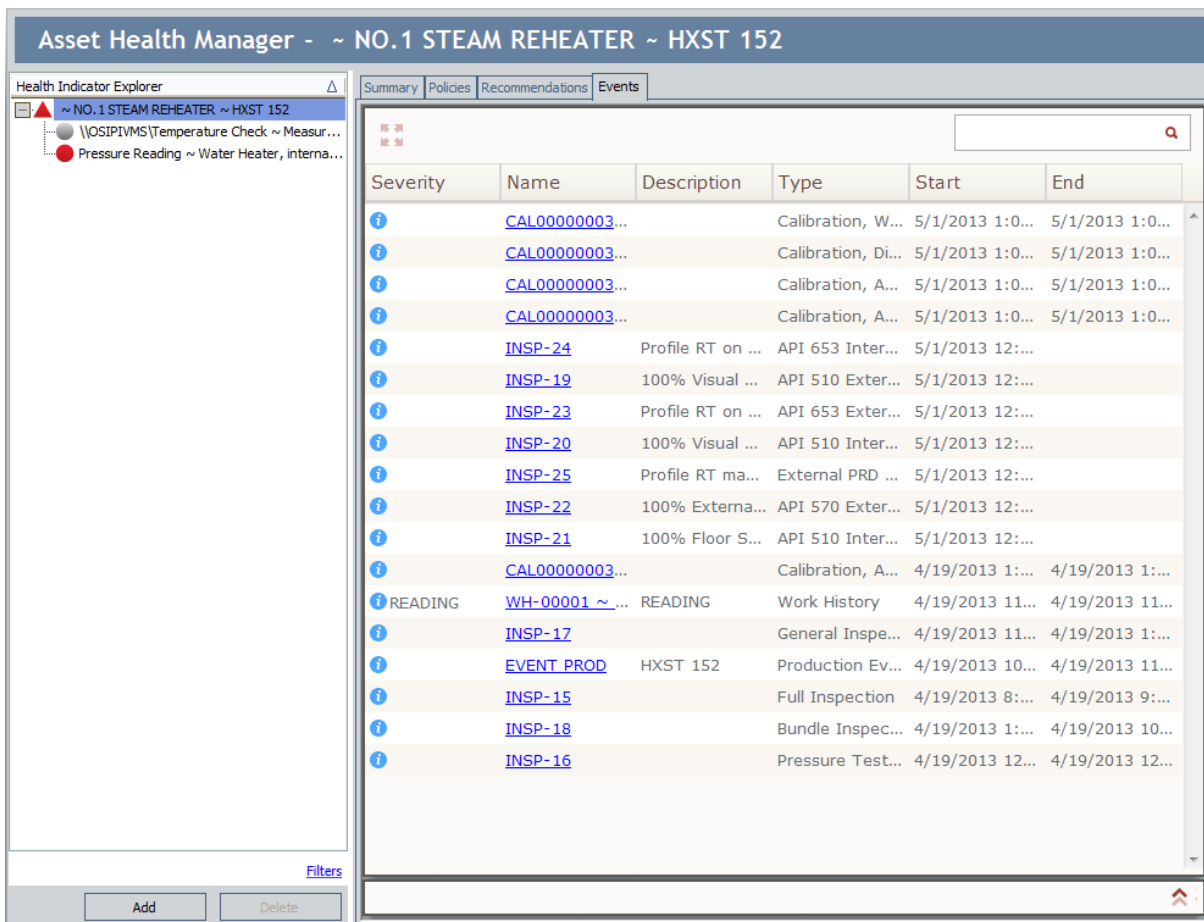 Asset Health Manager - ~ NO.1 STEAM REHEATER ~ HXST 152
Health Indicator Explorer
~ NO.1 STEAM REHEATER ~ HXST 152
\\OSIPIVMS\Temperature Check ~ Measur...
Pressure Reading ~ Water Heater, interna...
Filters
Add Delete
Summary Policies Recommendations Events
Severity Name Description Type Start End
CAL00000003... Calibration, W... 5/1/2013 1:0... 5/1/2013 1:0...
CAL00000003... Calibration, Di... 5/1/2013 1:0... 5/1/2013 1:0...
CAL00000003... Calibration, A... 5/1/2013 1:0... 5/1/2013 1:0...
CAL00000003... Calibration, A... 5/1/2013 1:0... 5/1/2013 1:0...
INSP-24 Profile RT on ... API 653 Inter... 5/1/2013 12:...
INSP-19 100% Visual ... API 510 Exter... 5/1/2013 12:...
INSP-23 Profile RT on ... API 653 Exter... 5/1/2013 12:...
INSP-20 100% Visual ... API 510 Inter... 5/1/2013 12:...
INSP-25 Profile RT ma... External PRD ... 5/1/2013 12:...
INSP-22 100% Externa... API 570 Exter... 5/1/2013 12:...
INSP-21 100% Floor S... API 510 Inter... 5/1/2013 12:...
CAL00000003... Calibration, A... 4/19/2013 1:... 4/19/2013 1:...
READING WH-00001 ~ ... READING Work History 4/19/2013 11... 4/19/2013 11...
INSP-17 General Inspe... 4/19/2013 11... 4/19/2013 1:...
EVENT PROD HXST 152 Production Ev... 4/19/2013 10... 4/19/2013 11...
INSP-15 Full Inspection 4/19/2013 8:... 4/19/2013 9:...
INSP-18 Bundle Inspec... 4/19/2013 1:... 4/19/2013 10...
INSP-16 Pressure Test... 4/19/2013 12... 4/19/2013 12...